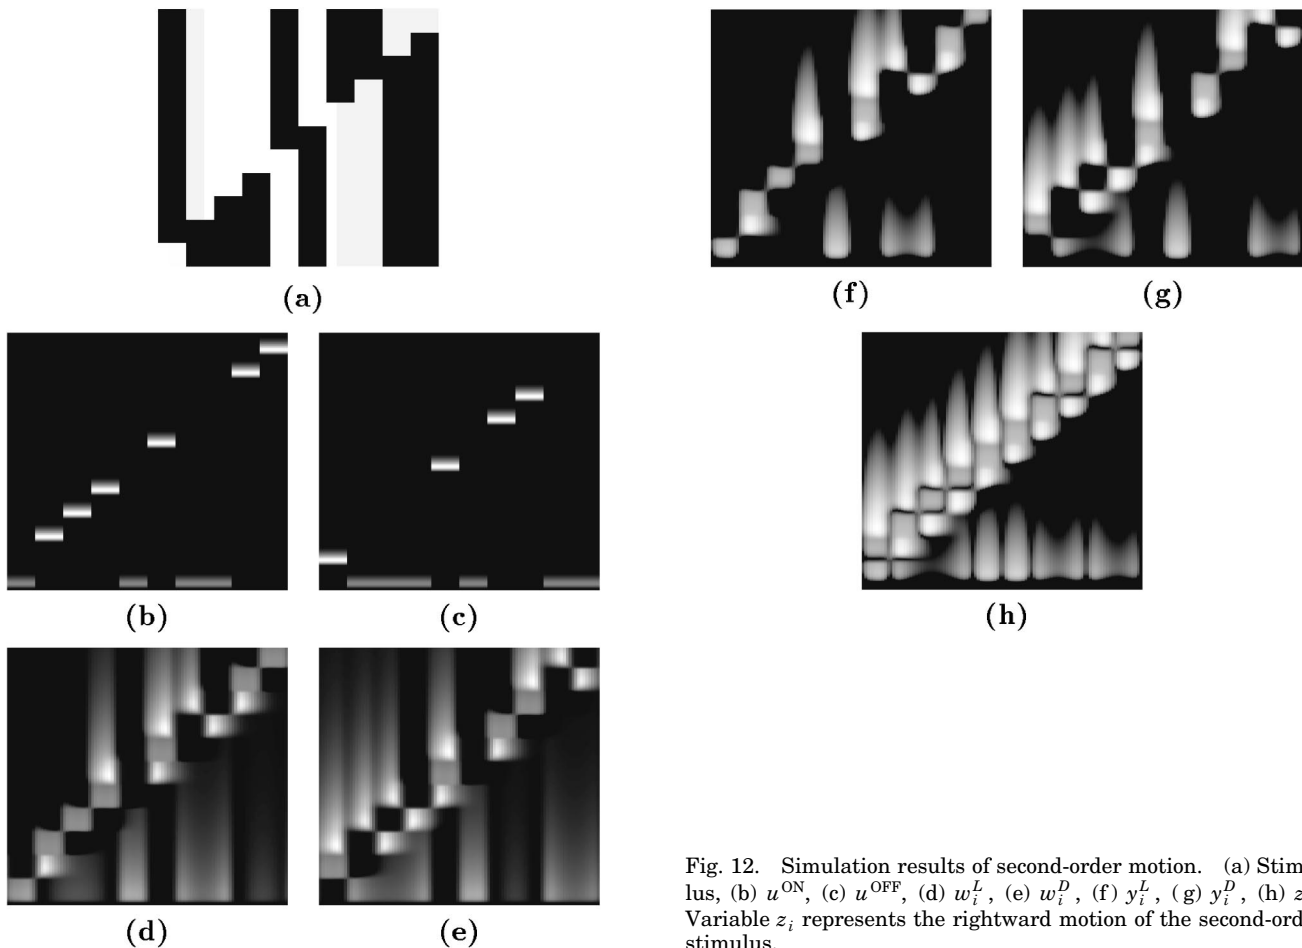 (a)
(b)
(c)
(d)
(e)
(f)
(g)
(h)
Fig. 12. Simulation results of second-order motion. (a) Stim
lus, (b) u^ON, (c) u^OFF, (d) w_i^L, (e) w_i^D, (f) y_i^L, (g) y_i^D, (h) z
Variable z_i represents the rightward motion of the second-ord
stimulus.